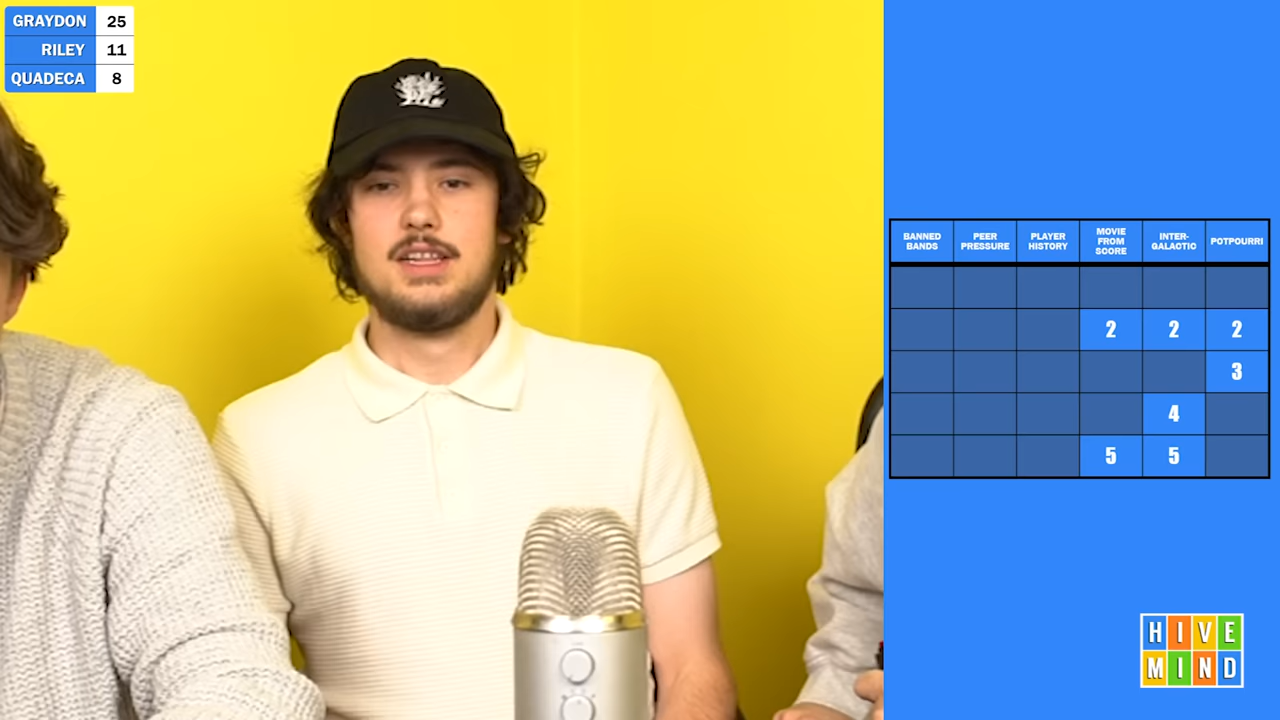 GRAYDON 25
RILEY 11
QUADECA 8
BANNED BANDS
PEER PRESSURE
PLAYER HISTORY
MOVIE FROM SCORE
INTER-GALACTIC
POTPOURRI
2 2 2
3
4
5 5
HIVE
MIND